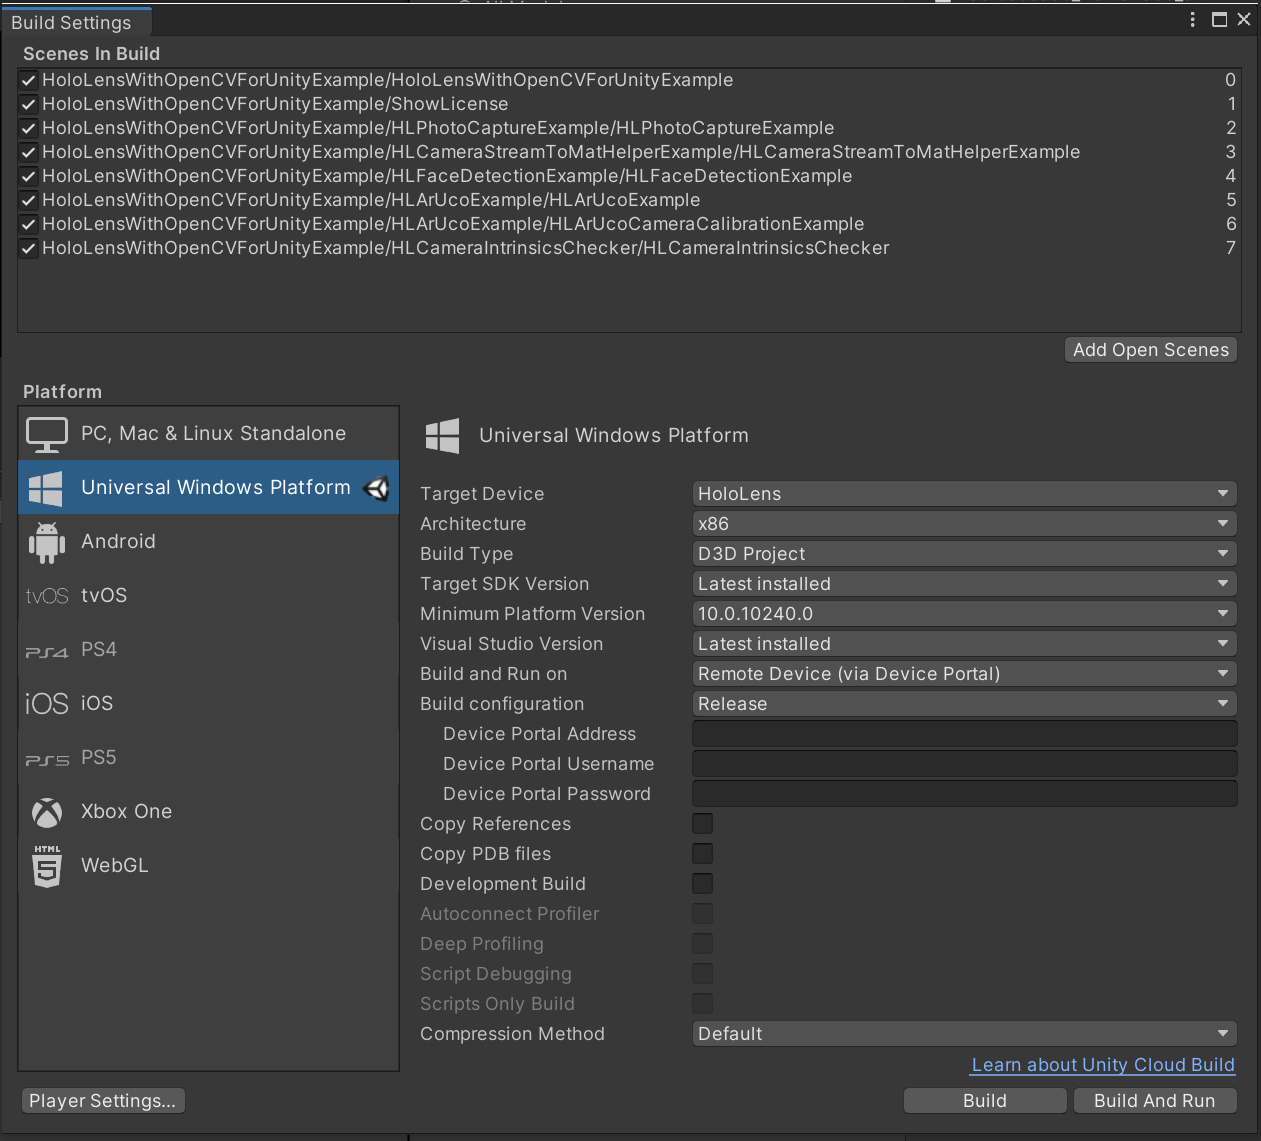 Build Settings
Scenes In Build
HoloLensWithOpenCVForUnityExample/HoloLensWithOpenCVForUnityExample 0
HoloLensWithOpenCVForUnityExample/ShowLicense 1
HoloLensWithOpenCVForUnityExample/HLPhotoCaptureExample/HLPhotoCaptureExample 2
HoloLensWithOpenCVForUnityExample/HLCameraStreamToMatHelperExample/HLCameraStreamToMatHelperExample 3
HoloLensWithOpenCVForUnityExample/HLFaceDetectionExample/HLFaceDetectionExample 4
HoloLensWithOpenCVForUnityExample/HLArUcoExample/HLArUcoExample 5
HoloLensWithOpenCVForUnityExample/HLArUcoExample/HLArUcoCameraCalibrationExample 6
HoloLensWithOpenCVForUnityExample/HLCameraIntrinsicsChecker/HLCameraIntrinsicsChecker 7
Add Open Scenes
Platform
PC, Mac & Linux Standalone
Universal Windows Platform
Android
tvOS tvOS
PS4 PS4
iOS iOS
PS5 PS5
Xbox One
HTML 5 WebGL
Universal Windows Platform
Target Device HoloLens
Architecture x86
Build Type D3D Project
Target SDK Version Latest installed
Minimum Platform Version 10.0.10240.0
Visual Studio Version Latest installed
Build and Run on Remote Device (via Device Portal)
Build configuration Release
Device Portal Address
Device Portal Username
Device Portal Password
Copy References
Copy PDB files
Development Build
Autoconnect Profiler
Deep Profiling
Script Debugging
Scripts Only Build
Compression Method Default
Learn about Unity Cloud Build
Player Settings... Build Build And Run